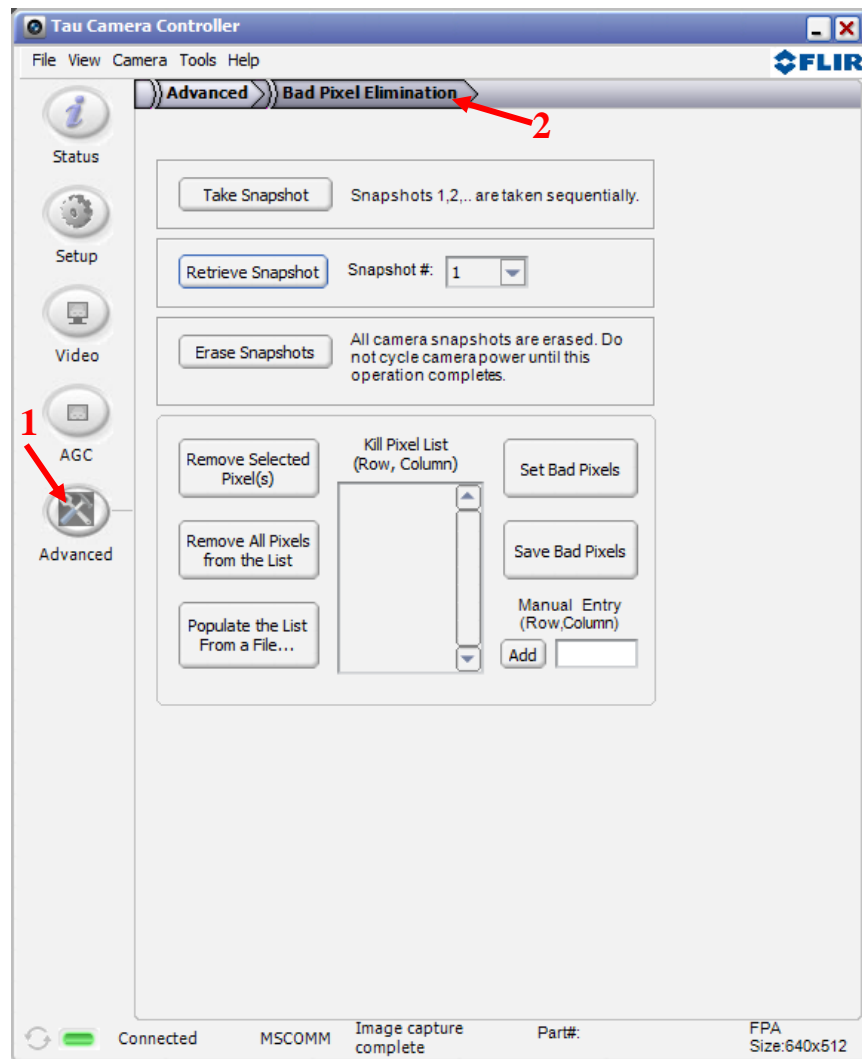 Tau Camera Controller
File View Camera Tools Help
FLIR
Advanced Bad Pixel Elimination
2
Status
Setup
Video
1
AGC
Advanced
Take Snapshot
Snapshots 1,2,.. are taken sequentially.
Retrieve Snapshot
Snapshot #: 1
Erase Snapshots
All camera snapshots are erased. Do
not cycle camera power until this
operation completes.
Remove Selected
Pixel(s)
Remove All Pixels
from the List
Populate the List
From a File...
Kill Pixel List
(Row, Column)
Set Bad Pixels
Save Bad Pixels
Manual Entry
(Row,Column)
Add
Connected
MSCOMM
Image capture
complete
Part#:
FPA
Size:640x512